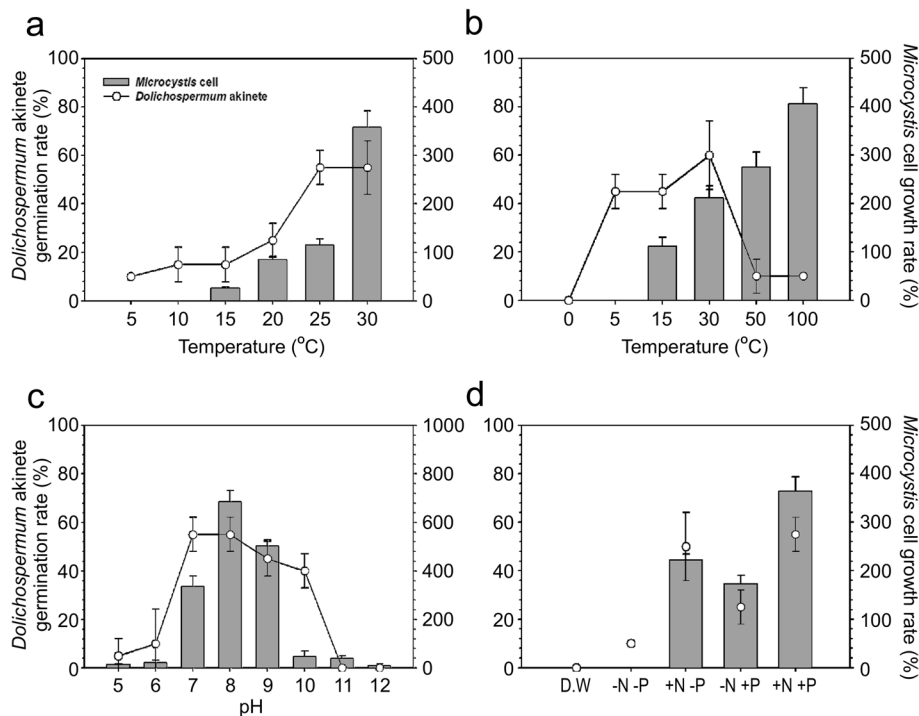 a
Dolichospermum akinete
germination rate (%)
100
80
60
40
20
0
500
400
300
200
100
0
Microcystis cell
Dolichospermum akinete
5 10 15 20 25 30
Temperature (°C)
b
100
80
60
40
20
0
500
400
300
200
100
0
Microcystis cell growth rate (%)
0 5 15 30 50 100
Temperature (°C)
c
Dolichospermum akinete
germination rate (%)
100
80
60
40
20
0
1000
800
600
400
200
0
5 6 7 8 9 10 11 12
pH
d
100
80
60
40
20
0
500
400
300
200
100
0
Microcystis cell growth rate (%)
D.W -N -P +N -P -N +P +N +P